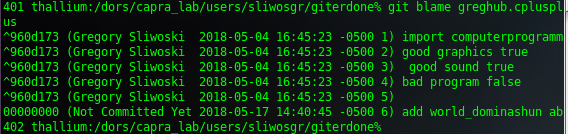 401 thallium:/dors/capra_lab/users/sliwosgr/giterdone% git blame greghub.cpluspl
us
^960d173 (Gregory Sliwoski  2018-05-04 16:45:23 -0500 1) import computerprogramm
^960d173 (Gregory Sliwoski  2018-05-04 16:45:23 -0500 2) good graphics true
^960d173 (Gregory Sliwoski  2018-05-04 16:45:23 -0500 3)  good sound true
^960d173 (Gregory Sliwoski  2018-05-04 16:45:23 -0500 4) bad program false
^960d173 (Gregory Sliwoski  2018-05-04 16:45:23 -0500 5)
00000000 (Not Committed Yet 2018-05-17 14:40:45 -0500 6) add world_dominashun ab
402 thallium:/dors/capra_lab/users/sliwosgr/giterdone%